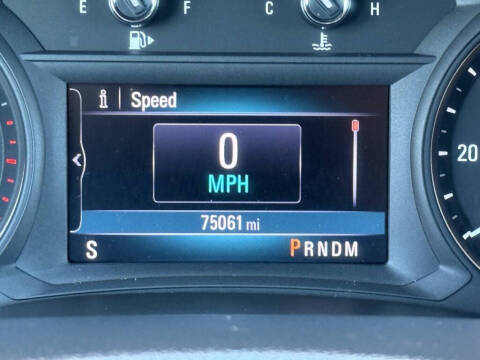 E F C H
i Speed
0
MPH
75061 mi
S PRNDM
20